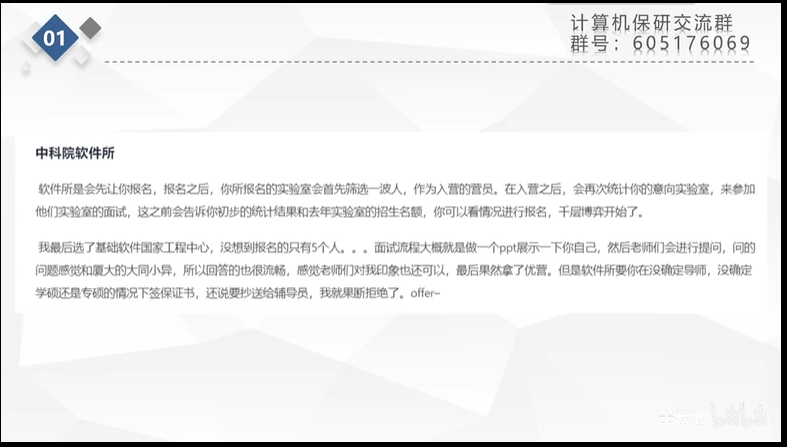 01
计算机保研交流群
群号：605176069
中科院软件所
软件所是会先让你报名，报名之后，你所报名的实验室会首先筛选一波人，作为入营的营员。在入营之后，会再次统计你的意向实验室，来参加
他们实验室的面试，这之前会告诉你初步的统计结果和去年实验室的招生名额，你可以看情况进行报名，千层博弈开始了。
我最后选了基础软件国家工程中心，没想到报名的只有5个人。。。面试流程大概就是做一个ppt展示一下你自己，然后老师们会进行提问，问的
问题感觉和厦大的大同小异，所以回答的也很流畅，感觉老师们对我印象也还可以，最后果然拿了优营。但是软件所要你在没确定导师，没确定
学硕还是专硕的情况下签保证书，还说要抄送给辅导员，我就果断拒绝了。offer--
bilibili